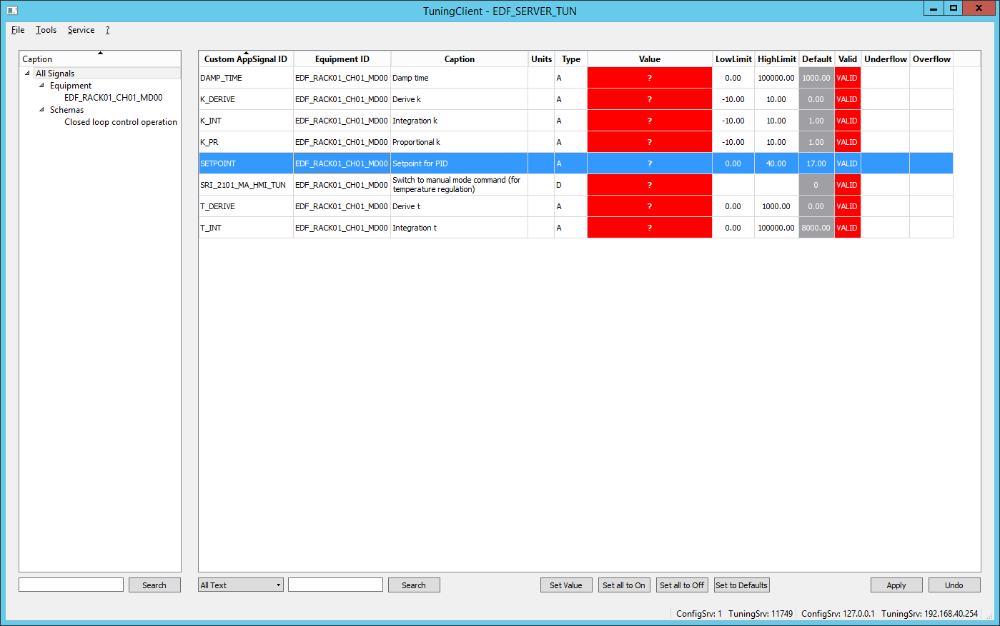 TuningClient - EDF_SERVER_TUN
File Tools Service ?
Caption
All Signals
Equipment
EDF_RACK01_CH01_MD00
Schemas
Closed loop control operation
Custom AppSignal ID Equipment ID Caption Units Type Value LowLimit HighLimit Default Valid Underflow Overflow
DAMP_TIME EDF_RACK01_CH01_MD00 Damp time A ? 0.00 100000.00 1000.00 VALID
K_DERIVE EDF_RACK01_CH01_MD00 Derive k A ? -10.00 10.00 0.00 VALID
K_INT EDF_RACK01_CH01_MD00 Integration k A ? -10.00 10.00 1.00 VALID
K_PR EDF_RACK01_CH01_MD00 Proportional k A ? -10.00 10.00 1.00 VALID
SETPOINT EDF_RACK01_CH01_MD00 Setpoint for PID A ? 0.00 40.00 17.00 VALID
SRI_2101_MA_HMI_TUN EDF_RACK01_CH01_MD00 Switch to manual mode command (for
temperature regulation) D ? 0 VALID
T_DERIVE EDF_RACK01_CH01_MD00 Derive t A ? 0.00 1000.00 0.00 VALID
T_INT EDF_RACK01_CH01_MD00 Integration t A ? 0.00 100000.00 8000.00 VALID
Search All Text Search Set Value Set all to On Set all to Off Set to Defaults Apply Undo
ConfigSrv: 1 TuningSrv: 11749 ConfigSrv: 127.0.0.1 TuningSrv: 192.168.40.254